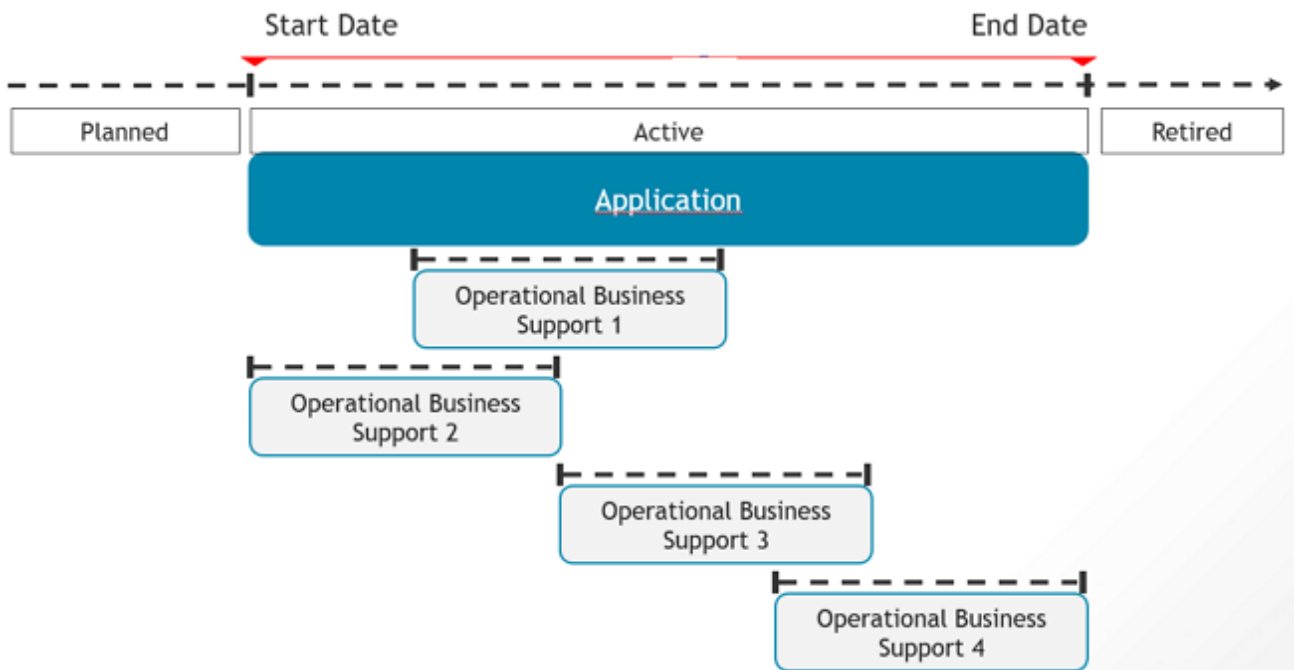 Start Date
End Date
Planned
Active
Retired
Application
Operational Business
Support 1
Operational Business
Support 2
Operational Business
Support 3
Operational Business
Support 4